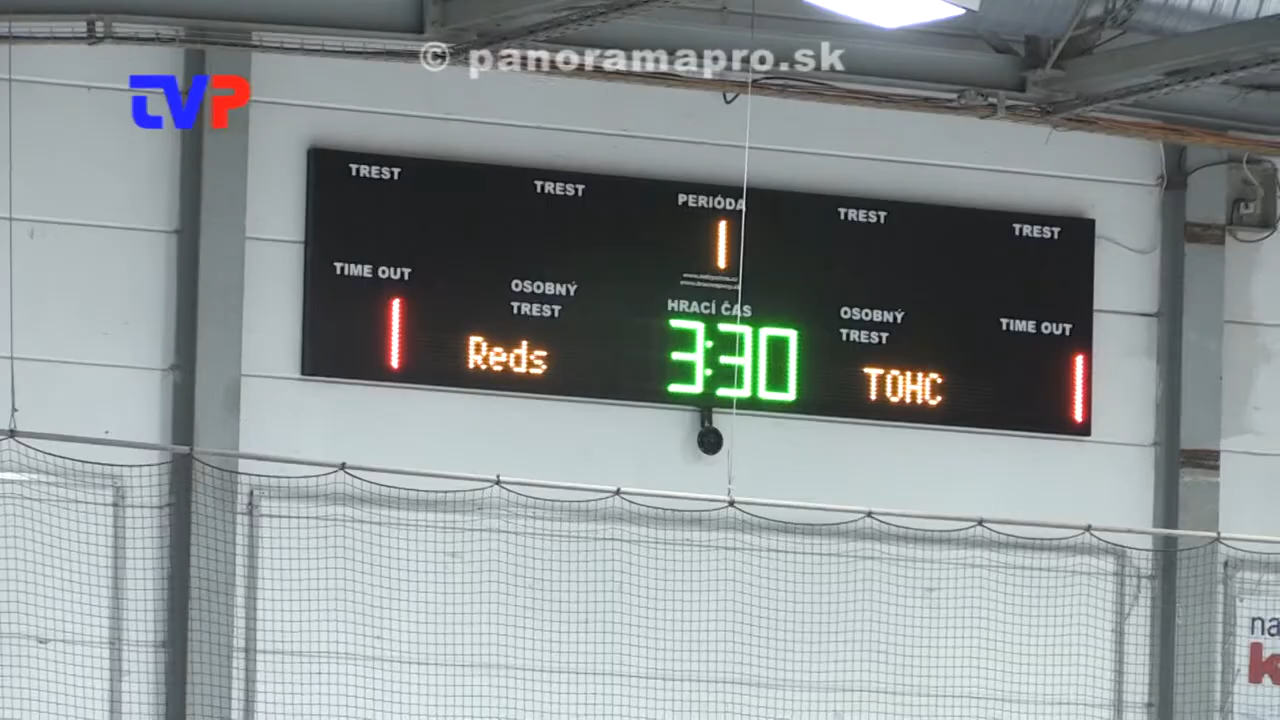 © panoramapro.sk
TVP
TREST
TREST
PERIÓDA
TREST
TREST
1
TIME OUT
OSOBNÝ
TREST
HRACÍ ČAS
OSOBNÝ
TREST
TIME OUT
1
Reds
3:30
TOHC
1
na
k